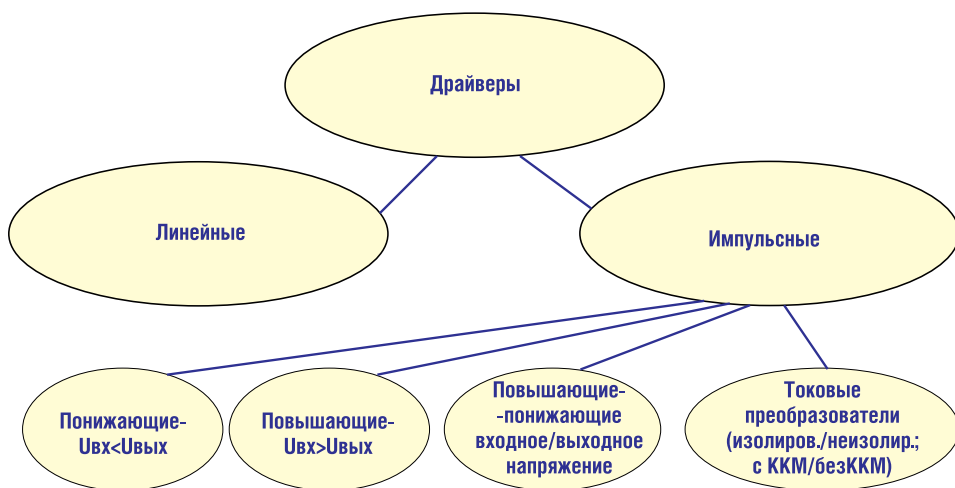 Драйверы
Линейные
Импульсные
Понижающие-
Uвх<Uвых
Повышающие-
Uвх>Uвых
Повышающие-
-понижающие
входное/выходное
напряжение
Токовые
преобразователи
(изолиров./неизолир.;
с ККМ/безККМ)